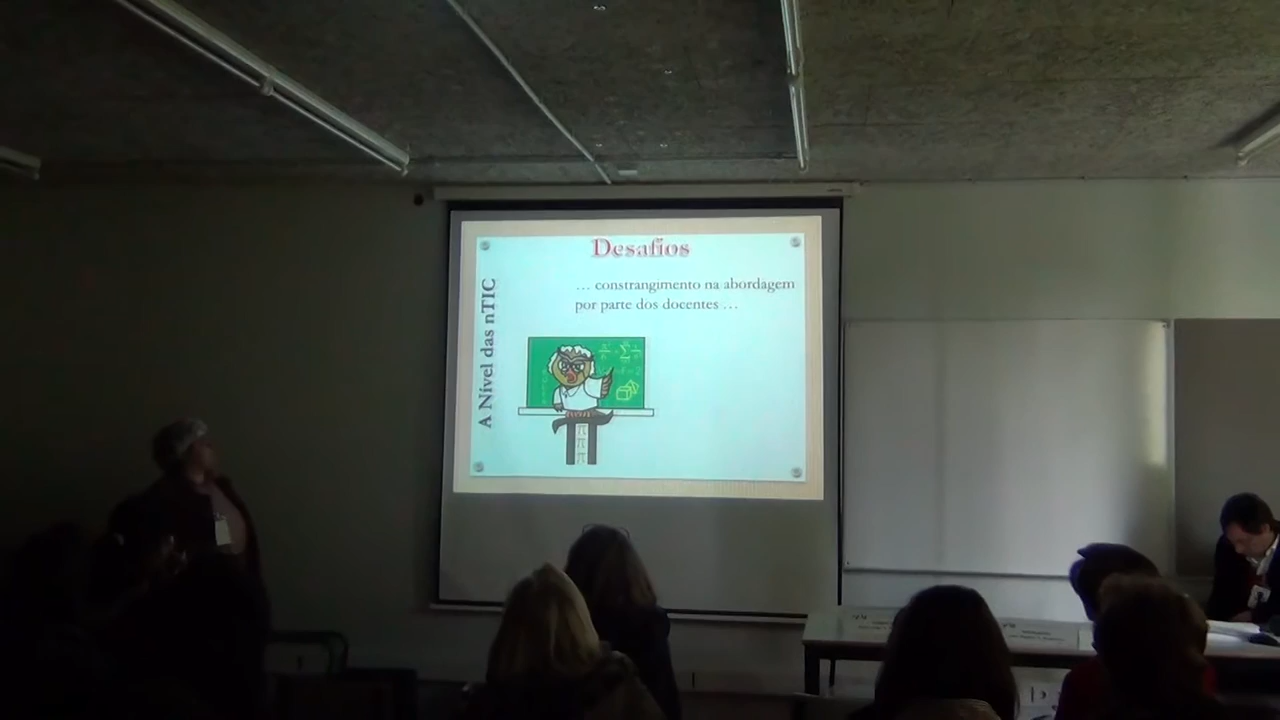 Desafios
… constrangimento na abordagem
por parte dos docentes …
A Nível das nTIC
π
π
π